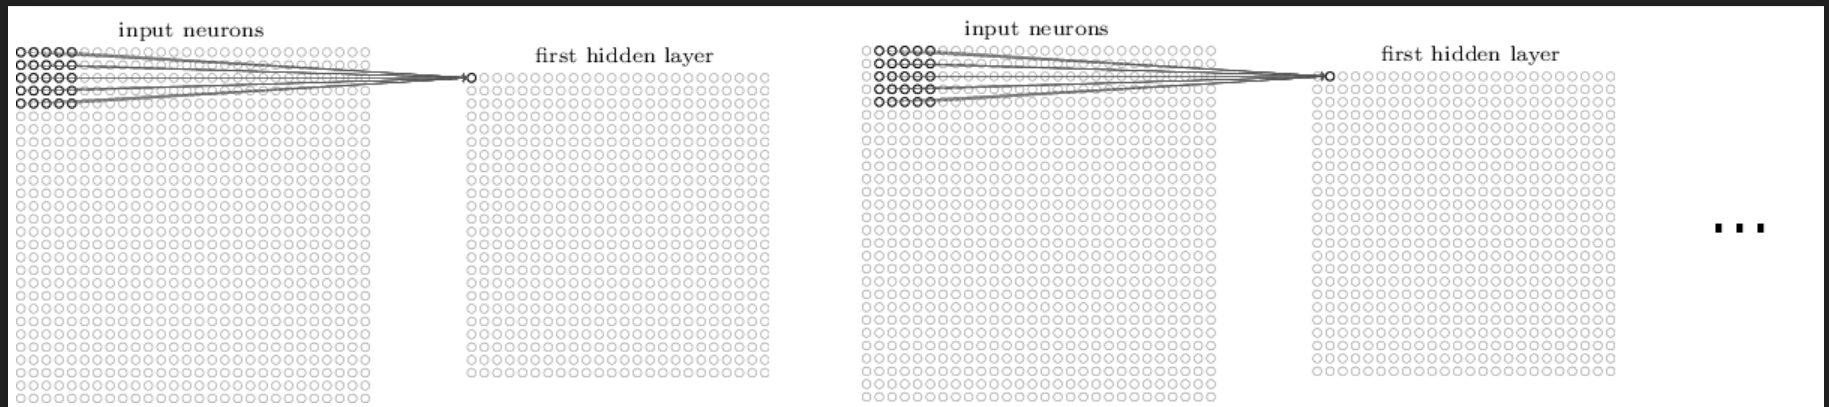 input neurons
first hidden layer
input neurons
first hidden layer
...